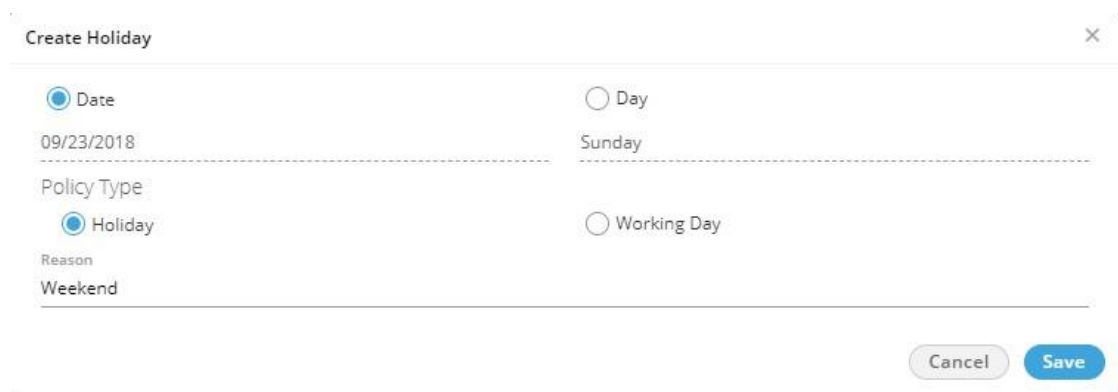 Create Holiday
Date Day
09/23/2018 Sunday
Policy Type
Holiday Working Day
Reason
Weekend
Cancel Save